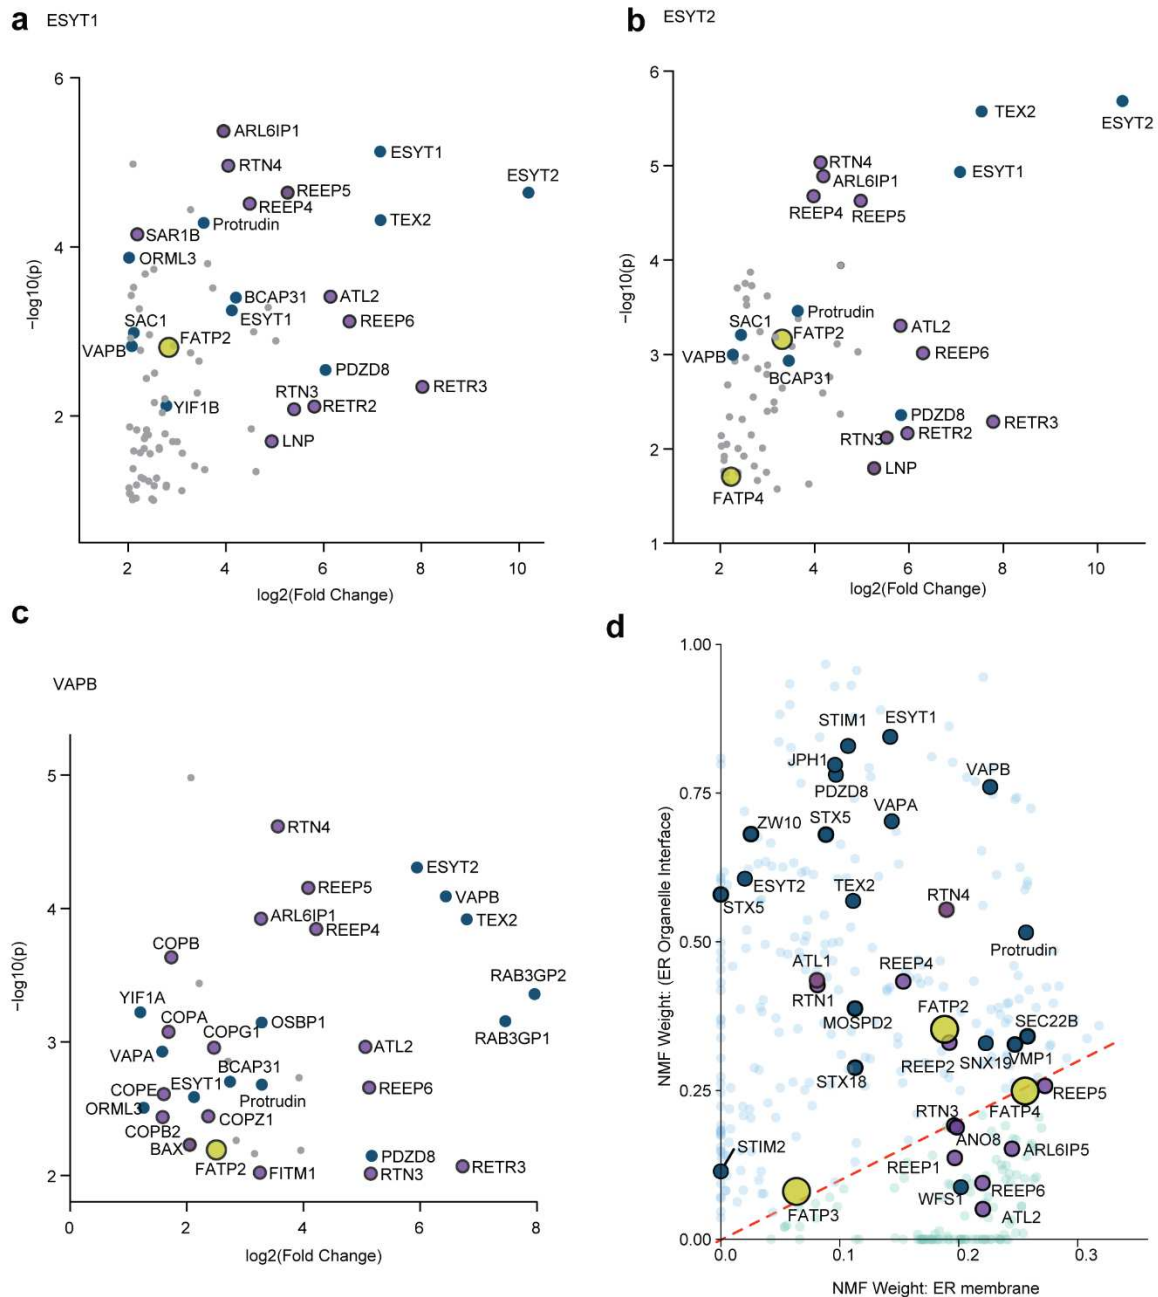 a ESYT1
6
4
2
−log10(p)
ARL6IP1
RTN4
ESYT1
REEP5
ESYT2
REEP4
Protrudin
TEX2
SAR1B
ORML3
BCAP31
ATL2
ESYT1
REEP6
SAC1
FATP2
VAPB
PDZD8
RETR3
YIF1B
RTN3
RETR2
LNP
2 4 6 8 10
log2(Fold Change)
b ESYT2
6
5
4
3
2
1
−log10(p)
TEX2
ESYT2
RTN4
ESYT1
ARL6IP1
REEP4
REEP5
Protrudin
SAC1
FATP2
ATL2
VAPB
REEP6
BCAP31
PDZD8
RETR3
RTN3
RETR2
LNP
FATP4
2 4 6 8 10
log2(Fold Change)
c
VAPB
5
4
3
2
−log10(p)
RTN4
ESYT2
REEP5
VAPB
ARL6IP1
TEX2
REEP4
COPB
RAB3GP2
YIF1A
OSBP1
COPA
RAB3GP1
COPG1
VAPA
ATL2
BCAP31
ESYT1
COPE
Protrudin
REEP6
ORML3
COPZ1
COPB2
BAX
PDZD8
FATP2
FITM1
RTN3
RETR3
0 2 4 6 8
log2(Fold Change)
d
1.00
0.75
0.50
0.25
0.00
NMF Weight: (ER Organelle Interface)
STIM1
ESYT1
JPH1
PDZD8
VAPB
STX5
VAPA
ZW10
ESYT2
TEX2
STX5
RTN4
Protrudin
ATL1
REEP4
RTN1
FATP2
MOSPD2
SEC22B
REEP2
SNX19
VMP1
STX18
FATP4
REEP5
RTN3
ANO8
STIM2
ARL6IP5
REEP1
WFS1
REEP6
FATP3
ATL2
0.0 0.1 0.2 0.3
NMF Weight: ER membrane